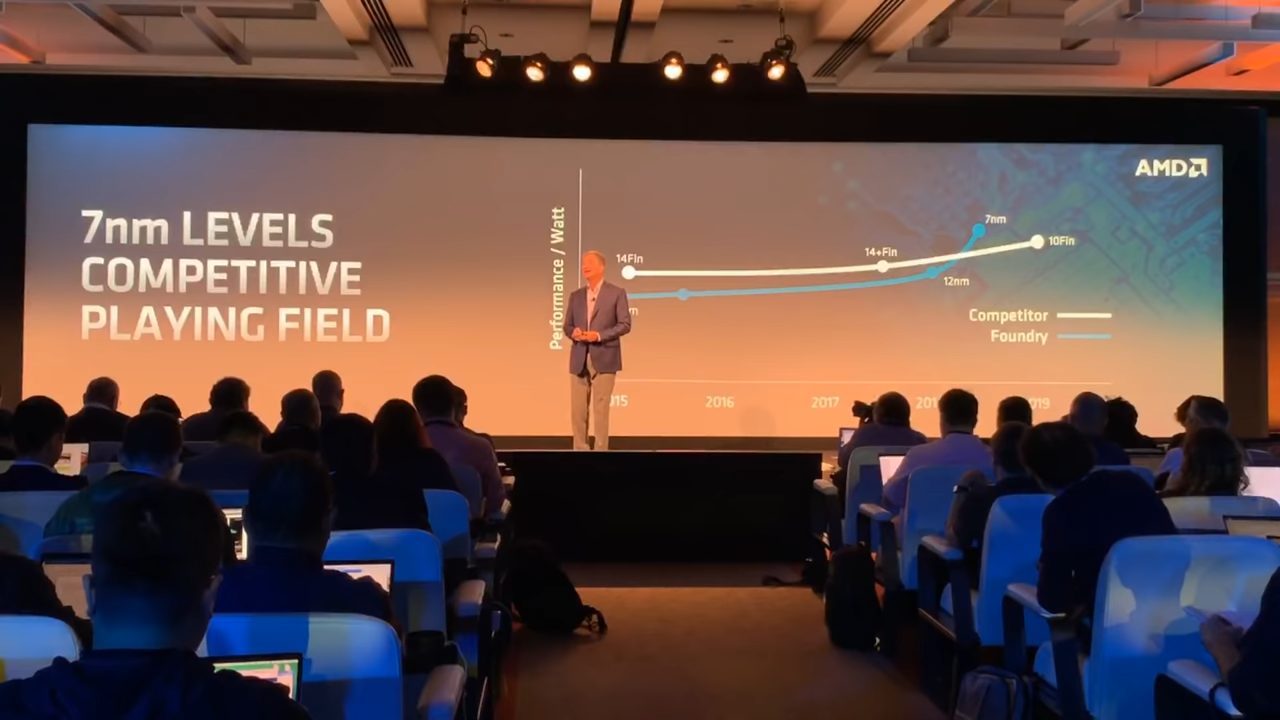 AMD
7nm LEVELS
COMPETITIVE
PLAYING FIELD
Performance / Watt
14Fin
14+Fin
7nm
10Fin
12nm
Competitor
Foundry
2016
2017